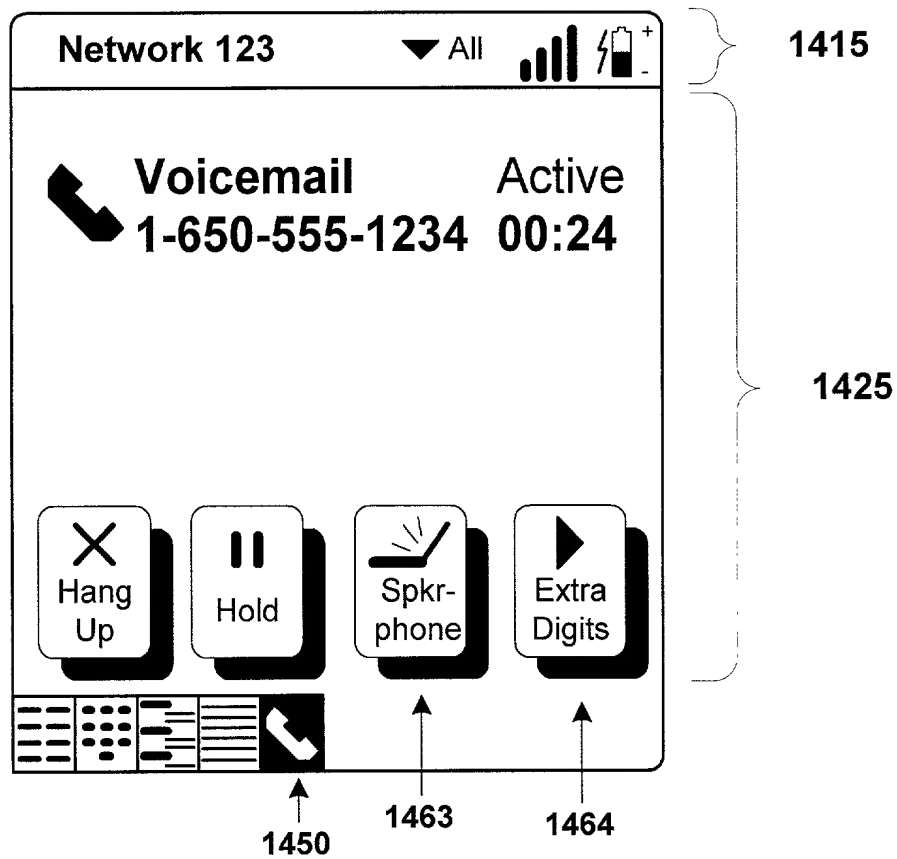 Network 123 All + -
1415
Voicemail Active
1-650-555-1234 00:24
1425
Hang Up
Hold
Spkr-
phone
Extra
Digits
1450
1463
1464